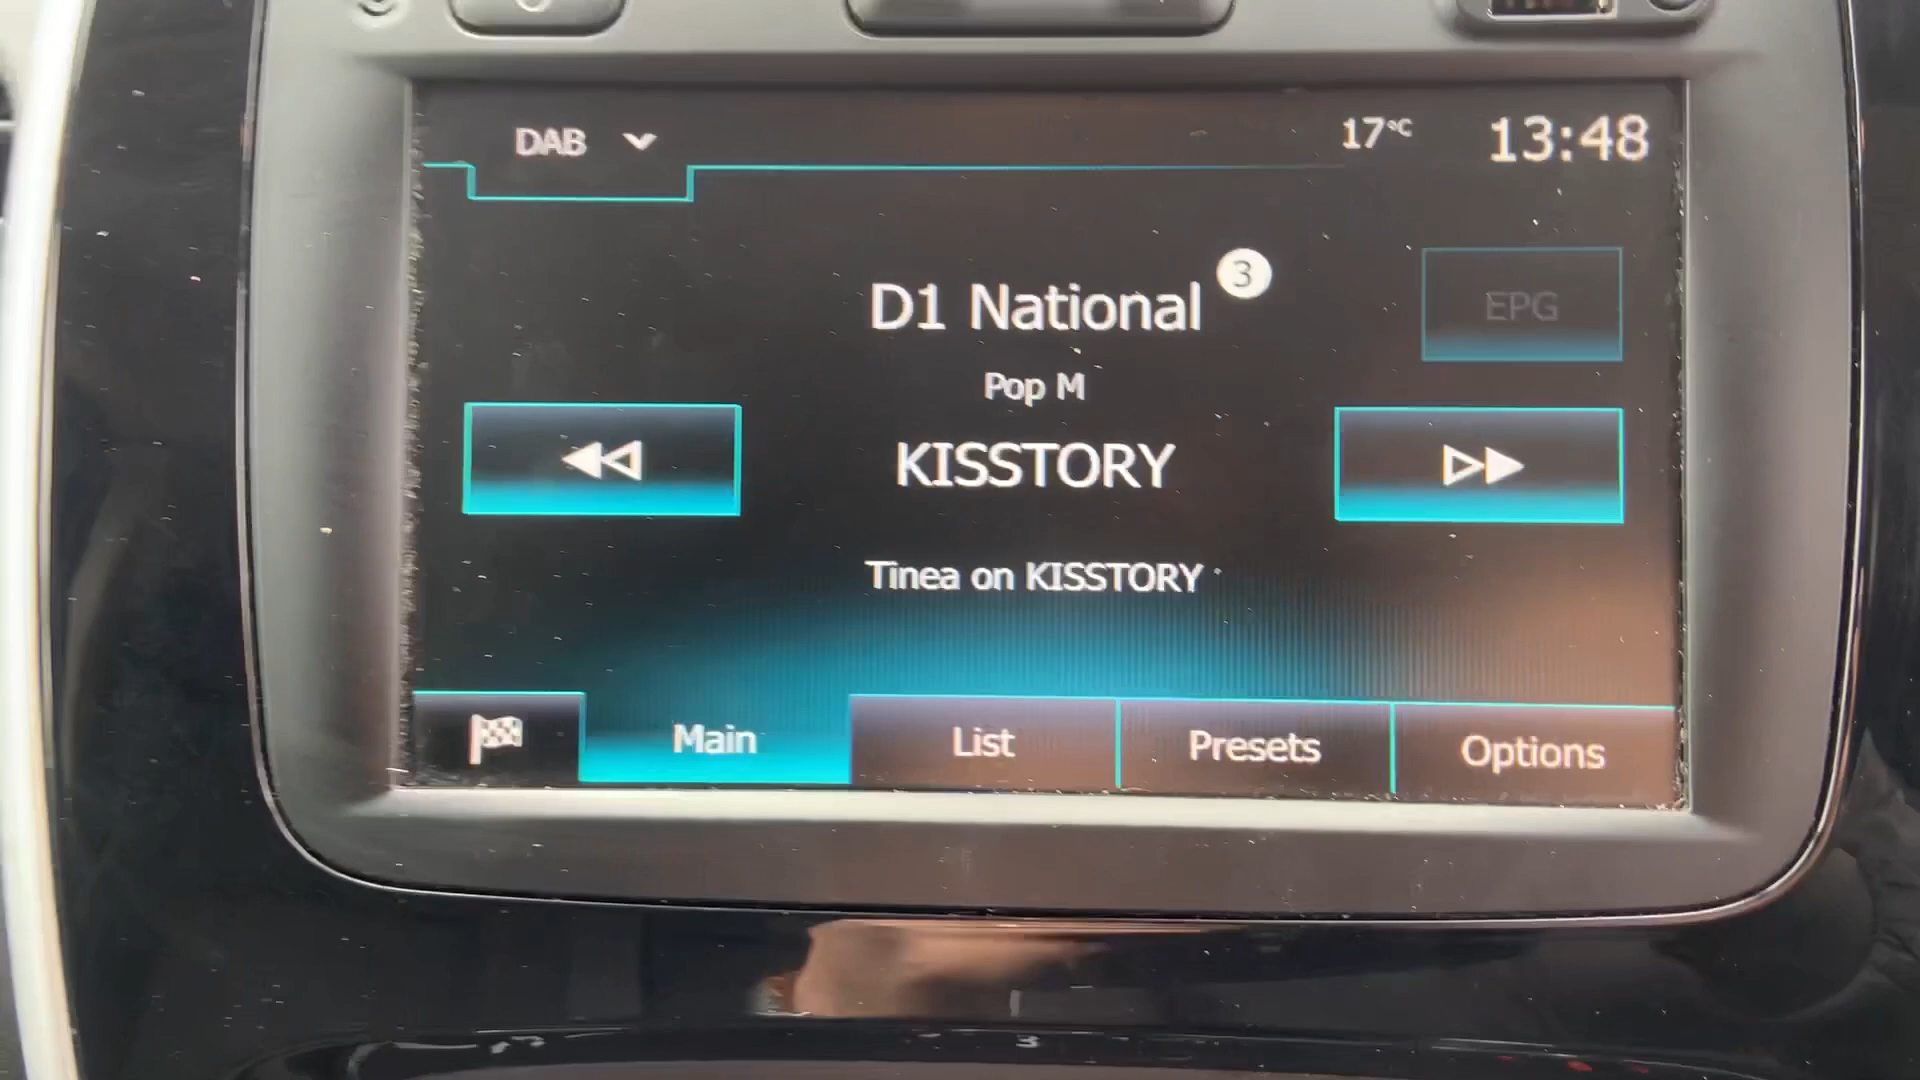 DAB
17°C 13:48
D1 National
3
EPG
Pop M
KISSTORY
Tinea on KISSTORY
Main List Presets Options